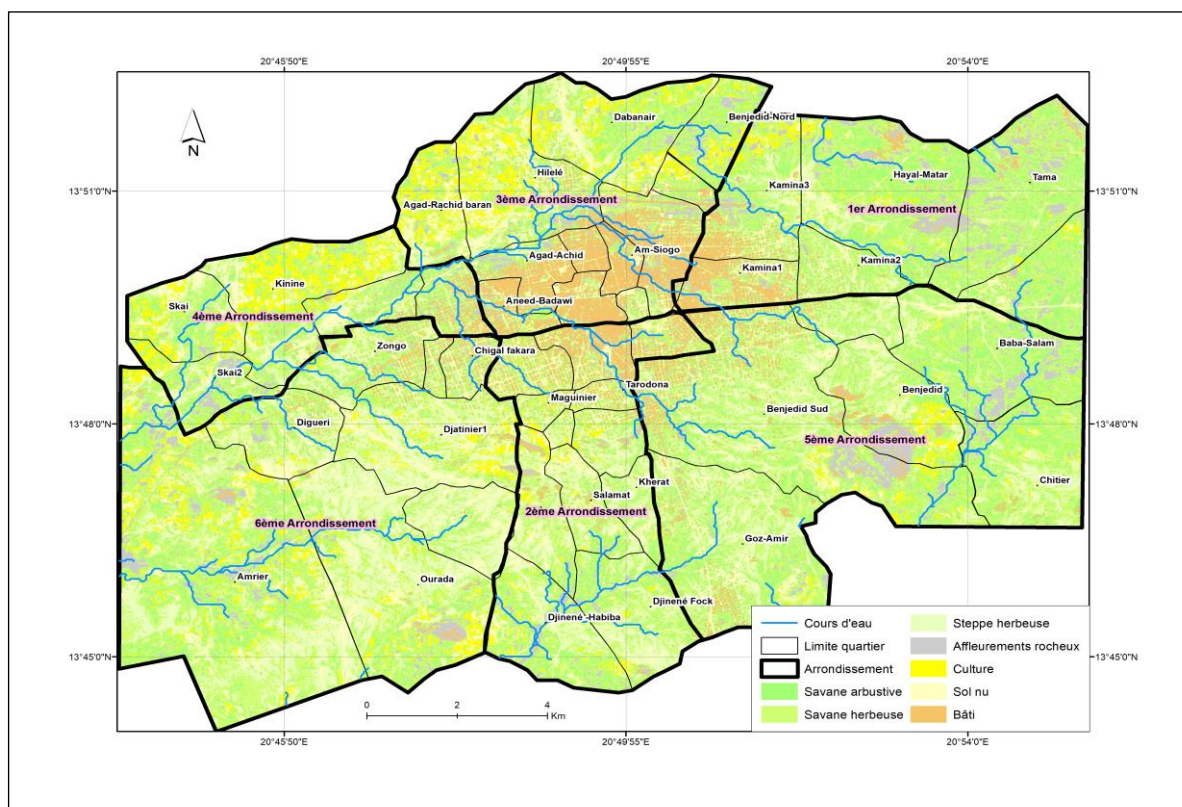 20°45'50"E
20°49'55"E
20°54'0"E
N
13°51'0"N
13°51'0"N
Dabanair
Benjedid-Nord
Hilelé
Kamina3
Hayal-Matar
Tama
3ème Arrondissement
Agad-Rachid baran
1er Arrondissement
Agad-Achid
Am-Siogo
Kamina1
Kamina2
Kinine
Skai
Aneed-Badawi
4ème Arrondissement
Zongo
Chigal fakara
Baba-Salam
Skai2
Tarodona
Benjedid
Maguinier
Benjedid Sud
Digueri
Djatinier1
13°48'0"N
13°48'0"N
5ème Arrondissement
Kherat
Chitier
Salamat
6ème Arrondissement
2ème Arrondissement
Goz-Amir
Amrier
Ourada
Djinené Fock
Djinené -Habiba
13°45'0"N
13°45'0"N
Cours d'eau
Limite quartier
Arrondissement
Savane arbustive
Savane herbeuse
Steppe herbeuse
Affleurements rocheux
Culture
Sol nu
Bâti
0 2 4
Km
20°45'50"E
20°49'55"E
20°54'0"E